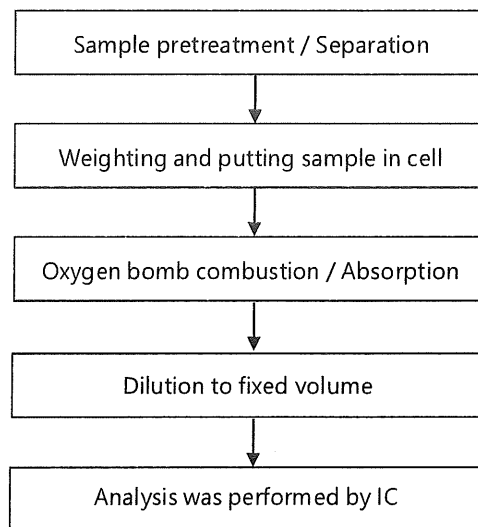 Sample pretreatment / Separation
Weighting and putting sample in cell
Oxygen bomb combustion / Absorption
Dilution to fixed volume
Analysis was performed by IC